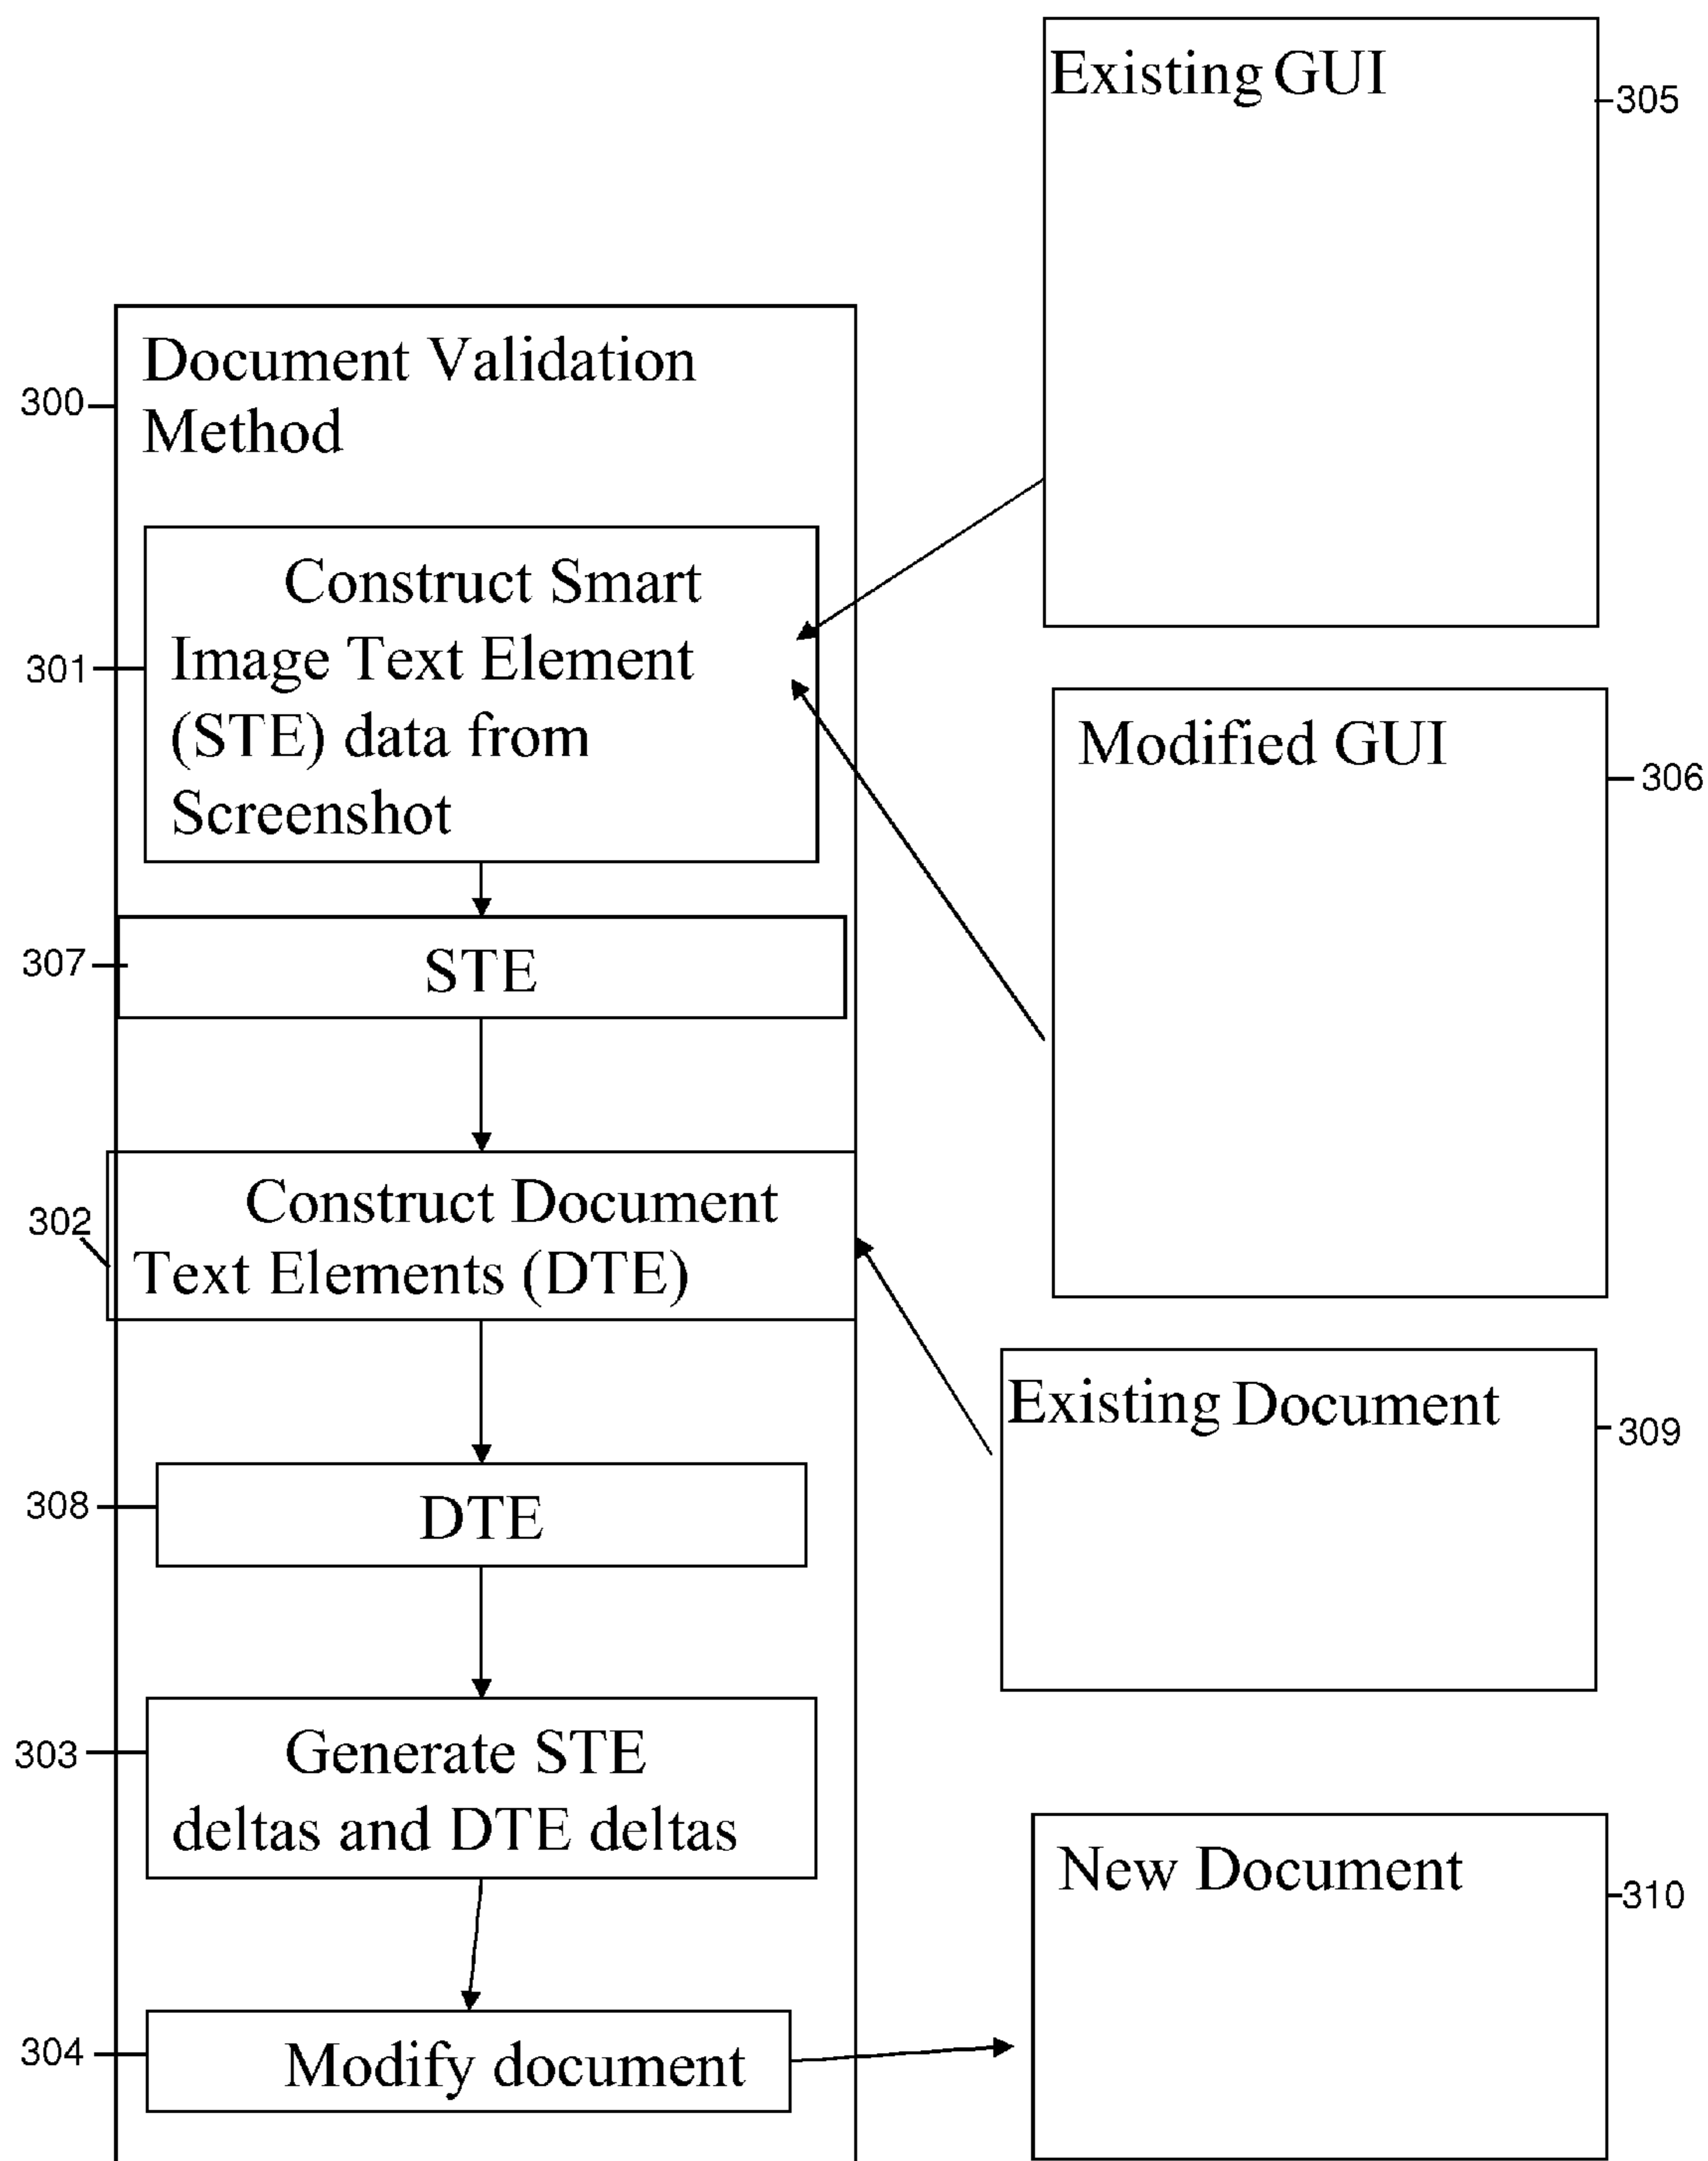 Existing GUI
305
Document Validation
Method
300
Construct Smart
Image Text Element
(STE) data from
Screenshot
301
Modified GUI
306
STE
307
Construct Document
Text Elements (DTE)
302
Existing Document
309
DTE
308
Generate STE
deltas and DTE deltas
303
New Document
310
Modify document
304